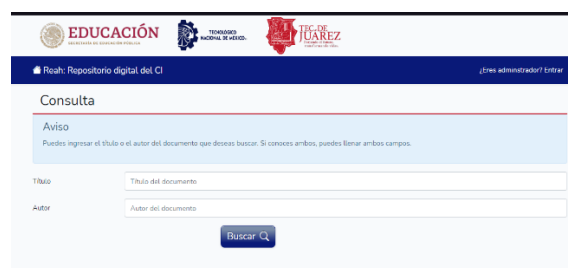 EDUCACIÓN
SECRETARÍA DE EDUCACIÓN PÚBLICA
TECNOLÓGICO
NACIONAL DE MÉXICO.
TEC. DE
JUÁREZ
Reah: Repositorio digital del CI
¿Eres adminstrador? Entrar
Consulta
Aviso
Puedes ingresar el título o el autor del documento que deseas buscar. Si conoces ambos, puedes llenar ambos campos.
Título
Título del documento
Autor
Autor del documento
Buscar